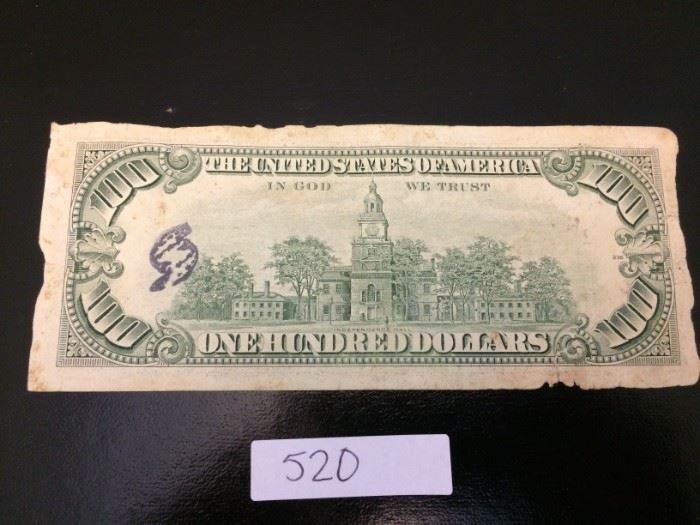 100 THE UNITED STATES OF AMERICA 100
IN GOD WE TRUST
INDEPENDENCE HALL
100 ONE HUNDRED DOLLARS 100
520